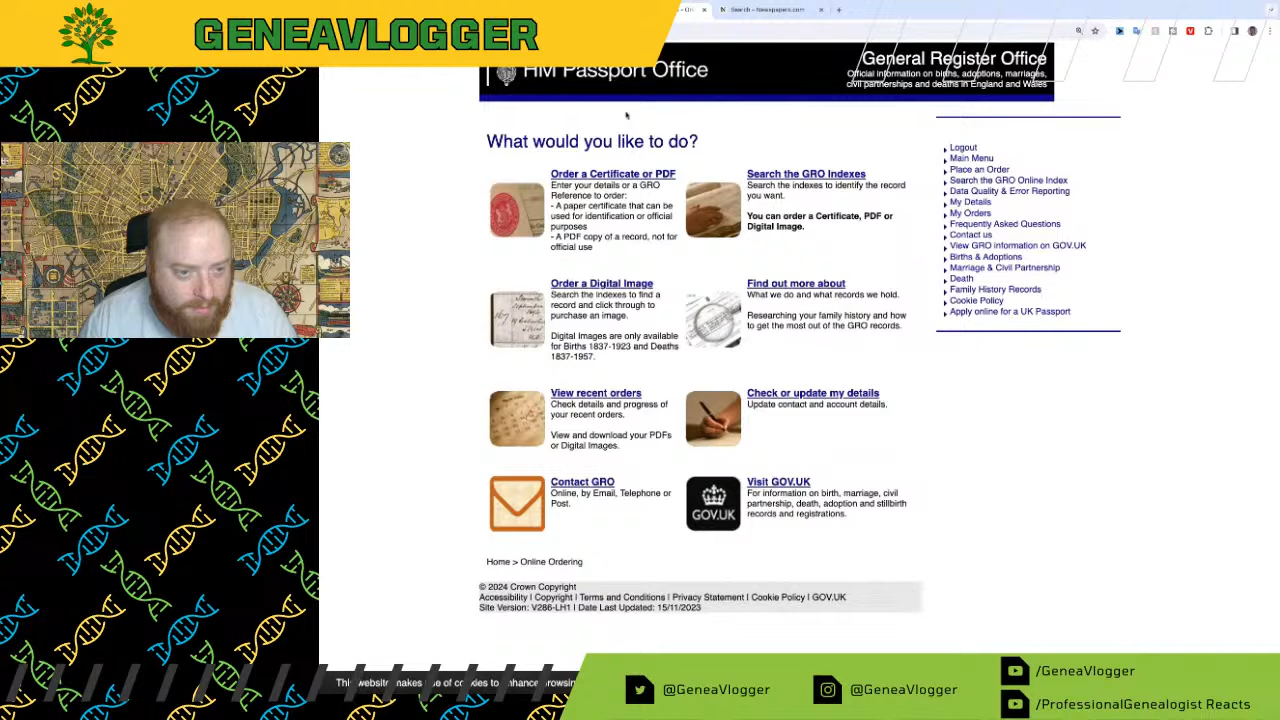 GENEAVLOGGER
Search - Newspapers.com
HM Passport Office
General Register Office
Official information on births, adoptions, marriages,
civil partnerships and deaths in England and Wales
What would you like to do?
Order a Certificate or PDF
Enter your details or a GRO
Reference to order:
- A paper certificate that can be
used for identification or official
purposes
- A PDF copy of a record, not for
official use
Search the GRO Indexes
Search the indexes to identify the record
you want.
You can order a Certificate, PDF or
Digital Image.
Order a Digital Image
Search the indexes to find a
record and click through to
purchase an image.
Digital Images are only available
for Births 1837-1923 and Deaths
1837-1957.
Find out more about
What we do and what records we hold.
Researching your family history and how
to get the most out of the GRO records.
View recent orders
Check details and progress of
your recent orders.
View and download your PDFs
or Digital Images.
Check or update my details
Update contact and account details.
Contact GRO
Online, by Email, Telephone or
Post.
GOV.UK
Visit GOV.UK
For information on birth, marriage, civil
partnership, death, adoption and stillbirth
records and registrations.
Logout
Main Menu
Place an Order
Search the GRO Online Index
Data Quality & Error Reporting
My Details
My Orders
Frequently Asked Questions
Contact us
View GRO information on GOV.UK
Births & Adoptions
Marriage & Civil Partnership
Death
Family History Records
Cookie Policy
Apply online for a UK Passport
Home > Online Ordering
© 2024 Crown Copyright
Accessibility | Copyright | Terms and Conditions | Privacy Statement | Cookie Policy | GOV.UK
Site Version: V286-LH1 | Date Last Updated: 15/11/2023
This website makes use of cookies to enhance browsin
@GeneaVlogger
@GeneaVlogger
/GeneaVlogger
/ProfessionalGenealogist Reacts